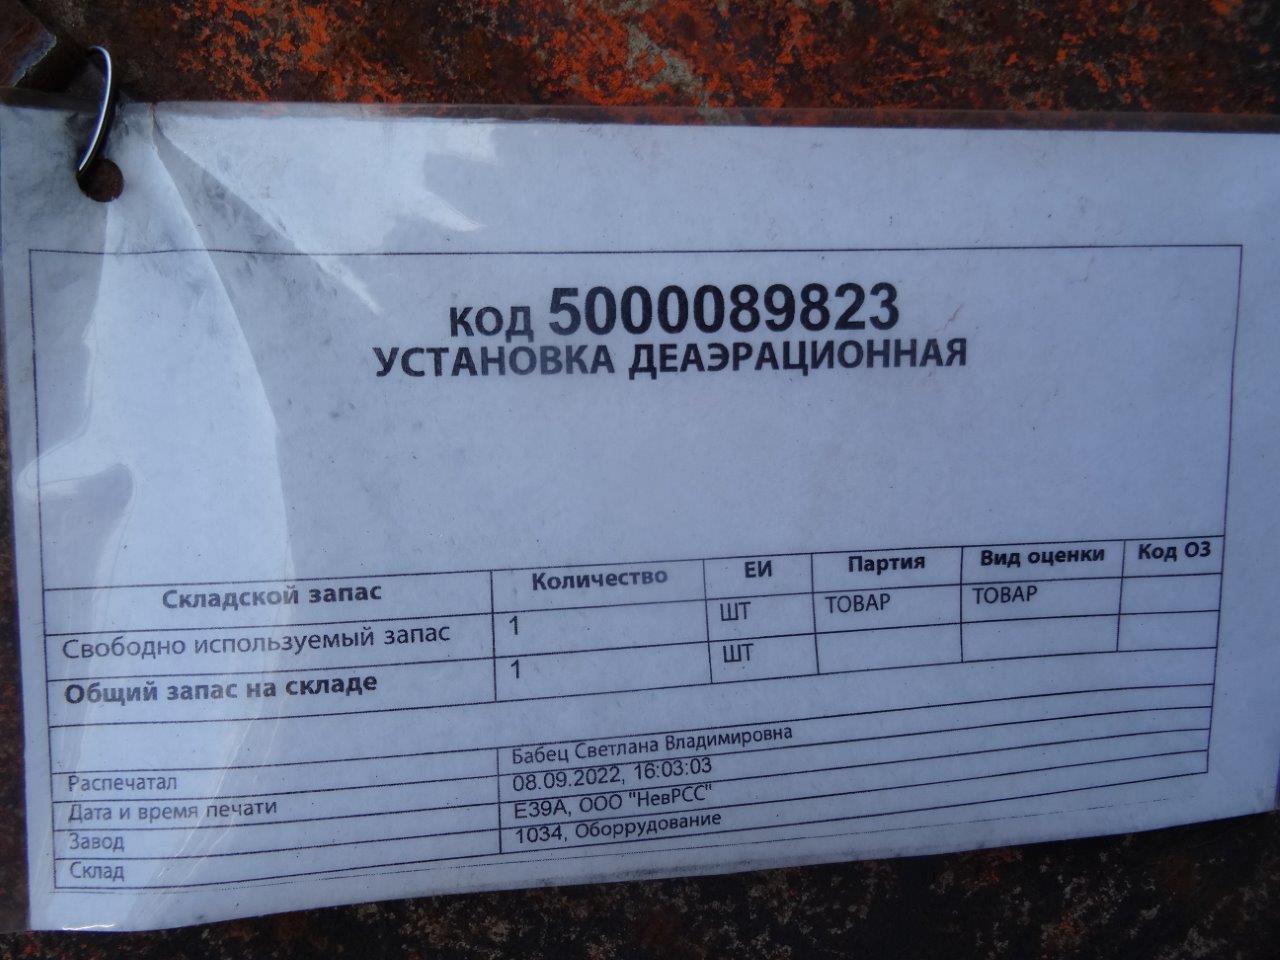 КОД 5000089823
УСТАНОВКА ДЕАЭРАЦИОННАЯ
Складской запас Количество ЕИ Партия Вид оценки Код ОЗ
Свободно используемый запас 1 ШТ ТОВАР ТОВАР
Общий запас на складе 1 ШТ
Распечатал Бабец Светлана Владимировна
Дата и время печати 08.09.2022, 16:03:03
Завод E39A, ООО "НевРСС"
Склад 1034, Оборрудование